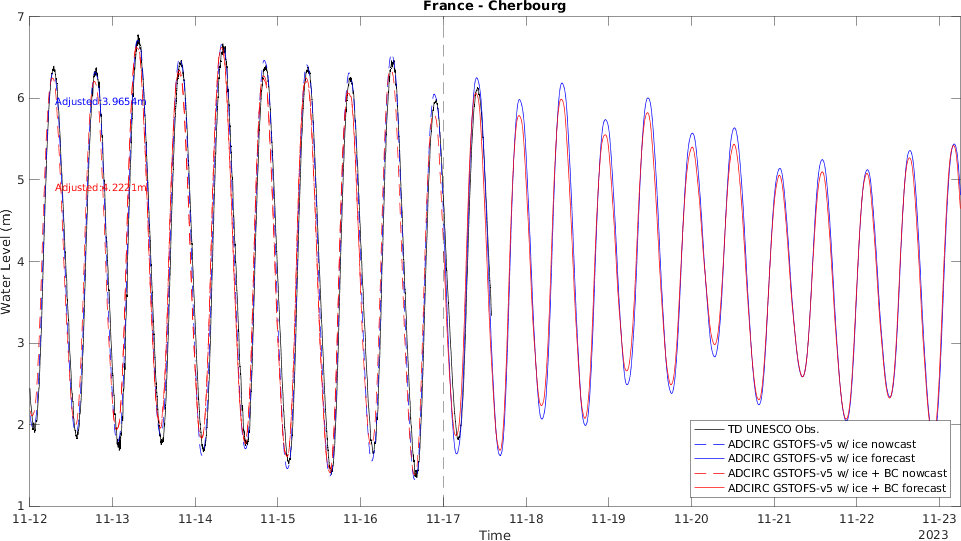 France - Cherbourg
7
6
5
4
3
2
1
Water Level (m)
Adjusted:3.9654m
Adjusted:4.2221m
TD UNESCO Obs.
ADCIRC GSTOFS-v5 w/ ice nowcast
ADCIRC GSTOFS-v5 w/ ice forecast
ADCIRC GSTOFS-v5 w/ ice + BC nowcast
ADCIRC GSTOFS-v5 w/ ice + BC forecast
11-12 11-13 11-14 11-15 11-16 11-17 11-18 11-19 11-20 11-21 11-22 11-23
Time
2023